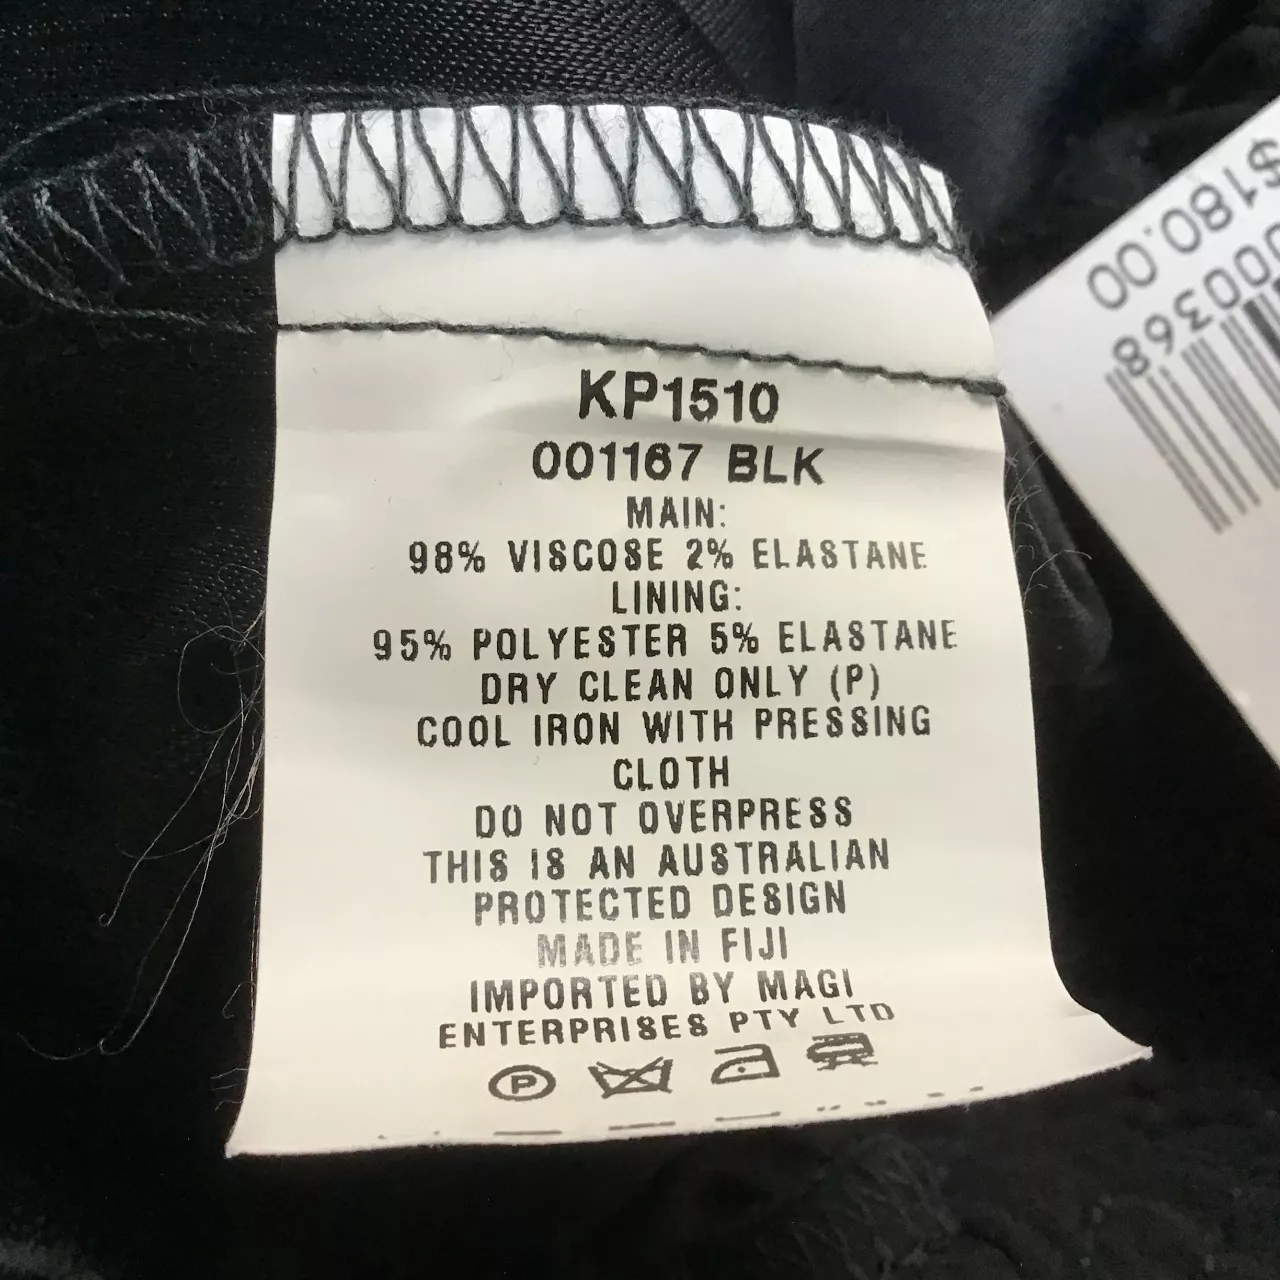 KP1510
001167 BLK
MAIN:
98% VISCOSE 2% ELASTANE
LINING:
95% POLYESTER 5% ELASTANE
DRY CLEAN ONLY (P)
COOL IRON WITH PRESSING
CLOTH
DO NOT OVERPRESS
THIS IS AN AUSTRALIAN
PROTECTED DESIGN
MADE IN FIJI
IMPORTED BY MAGI
ENTERPRISES PTY LTD
P
$180.00